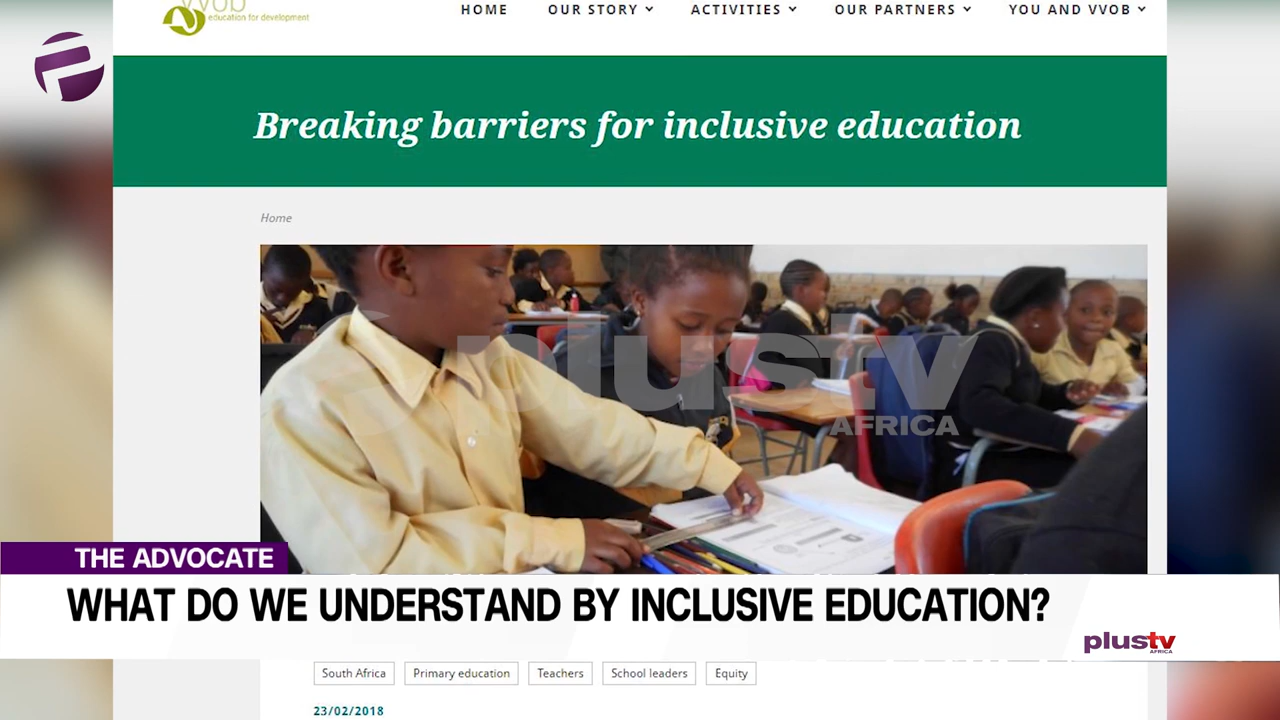 vvob
education for development
HOME OUR STORY ACTIVITIES OUR PARTNERS YOU AND VVOB
Breaking barriers for inclusive education
Home
plustv
AFRICA
THE ADVOCATE
WHAT DO WE UNDERSTAND BY INCLUSIVE EDUCATION?
plustv
AFRICA
South Africa Primary education Teachers School leaders Equity
23/02/2018